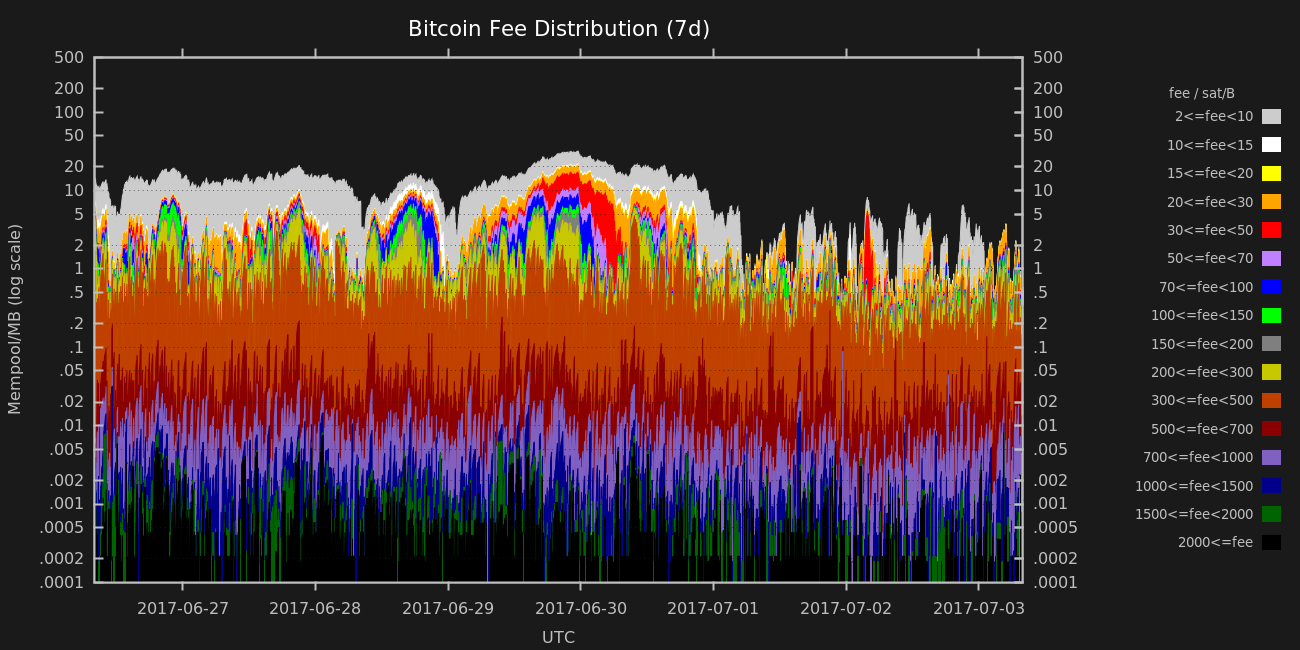 Bitcoin Fee Distribution (7d)
500
200
100
50
20
10
5
2
1
.5
.2
.1
.05
.02
.01
.005
.002
.001
.0005
.0002
.0001
Mempool/MB (log scale)
500
200
100
50
20
10
5
2
1
.5
.2
.1
.05
.02
.01
.005
.002
.001
.0005
.0002
.0001
2017-06-27 2017-06-28 2017-06-29 2017-06-30 2017-07-01 2017-07-02 2017-07-03
UTC
fee / sat/B
2<=fee<10
10<=fee<15
15<=fee<20
20<=fee<30
30<=fee<50
50<=fee<70
70<=fee<100
100<=fee<150
150<=fee<200
200<=fee<300
300<=fee<500
500<=fee<700
700<=fee<1000
1000<=fee<1500
1500<=fee<2000
2000<=fee